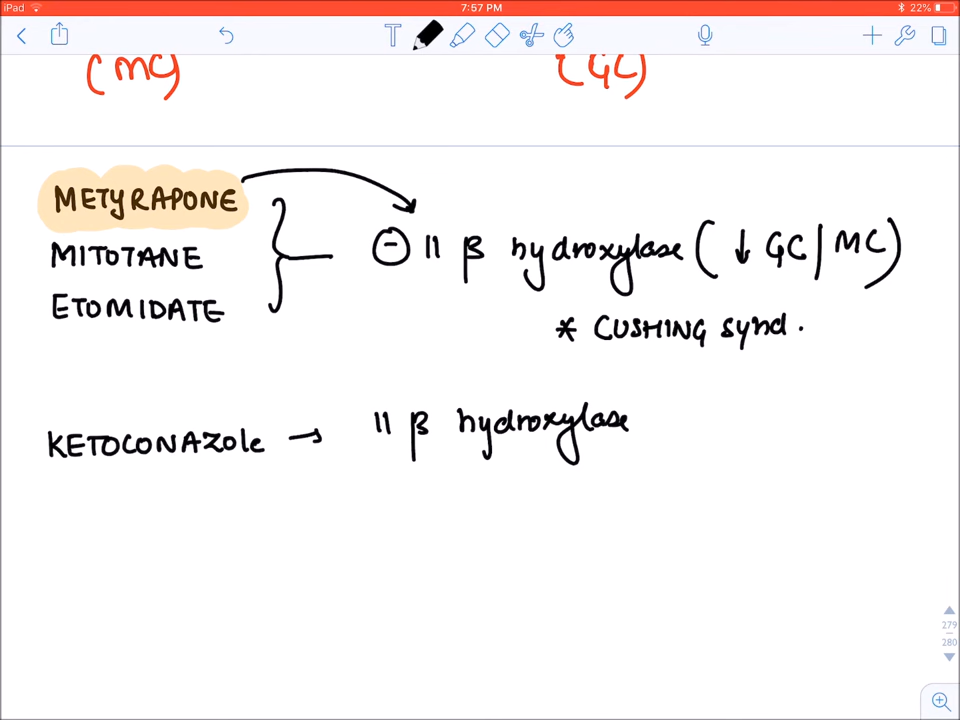 iPad 7:57 PM 22%
T
(MC) (GC)
METYRAPONE
MITOTANE
ETOMIDATE
⊖ 11 β hydroxylase (↓ GC/MC)
* CUSHING synd.
KETOCONAZole → 11 β hydroxylase
279
280